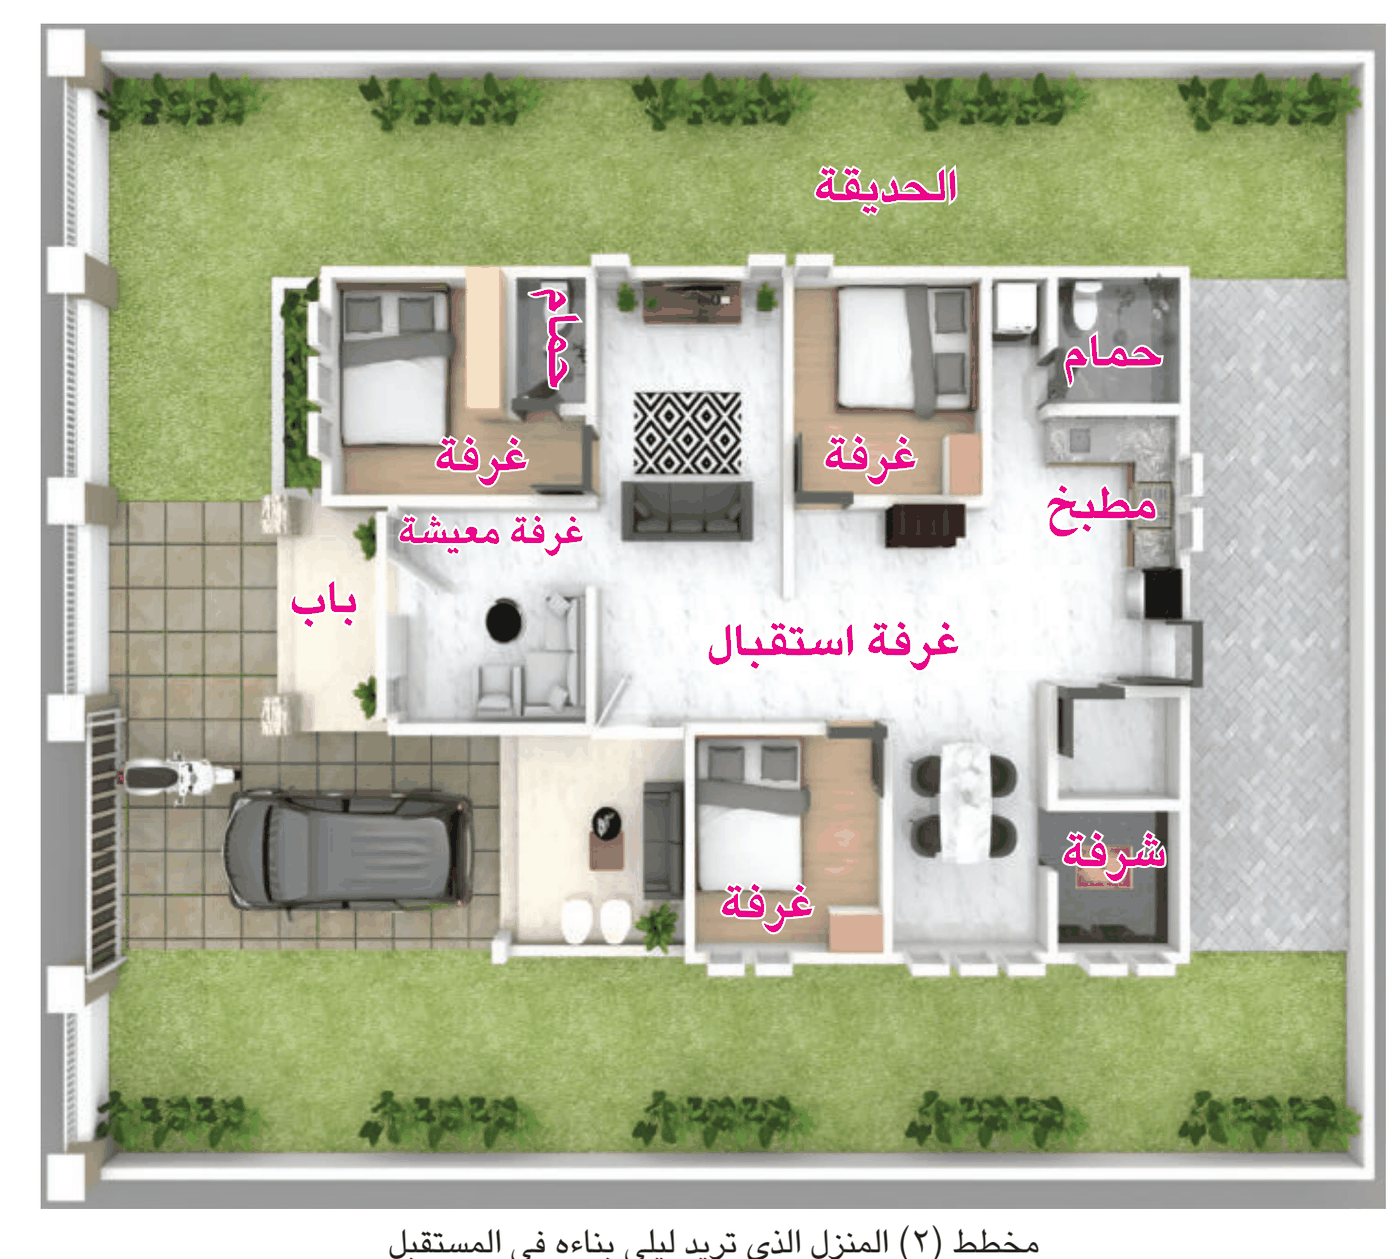 الحديقة
حمام
حمام
غرفة
غرفة
مطبخ
غرفة معيشة
باب
غرفة استقبال
شرفة
غرفة
مخطط (٢) المنزل الذي تريد ليلى بناءه في المستقبل